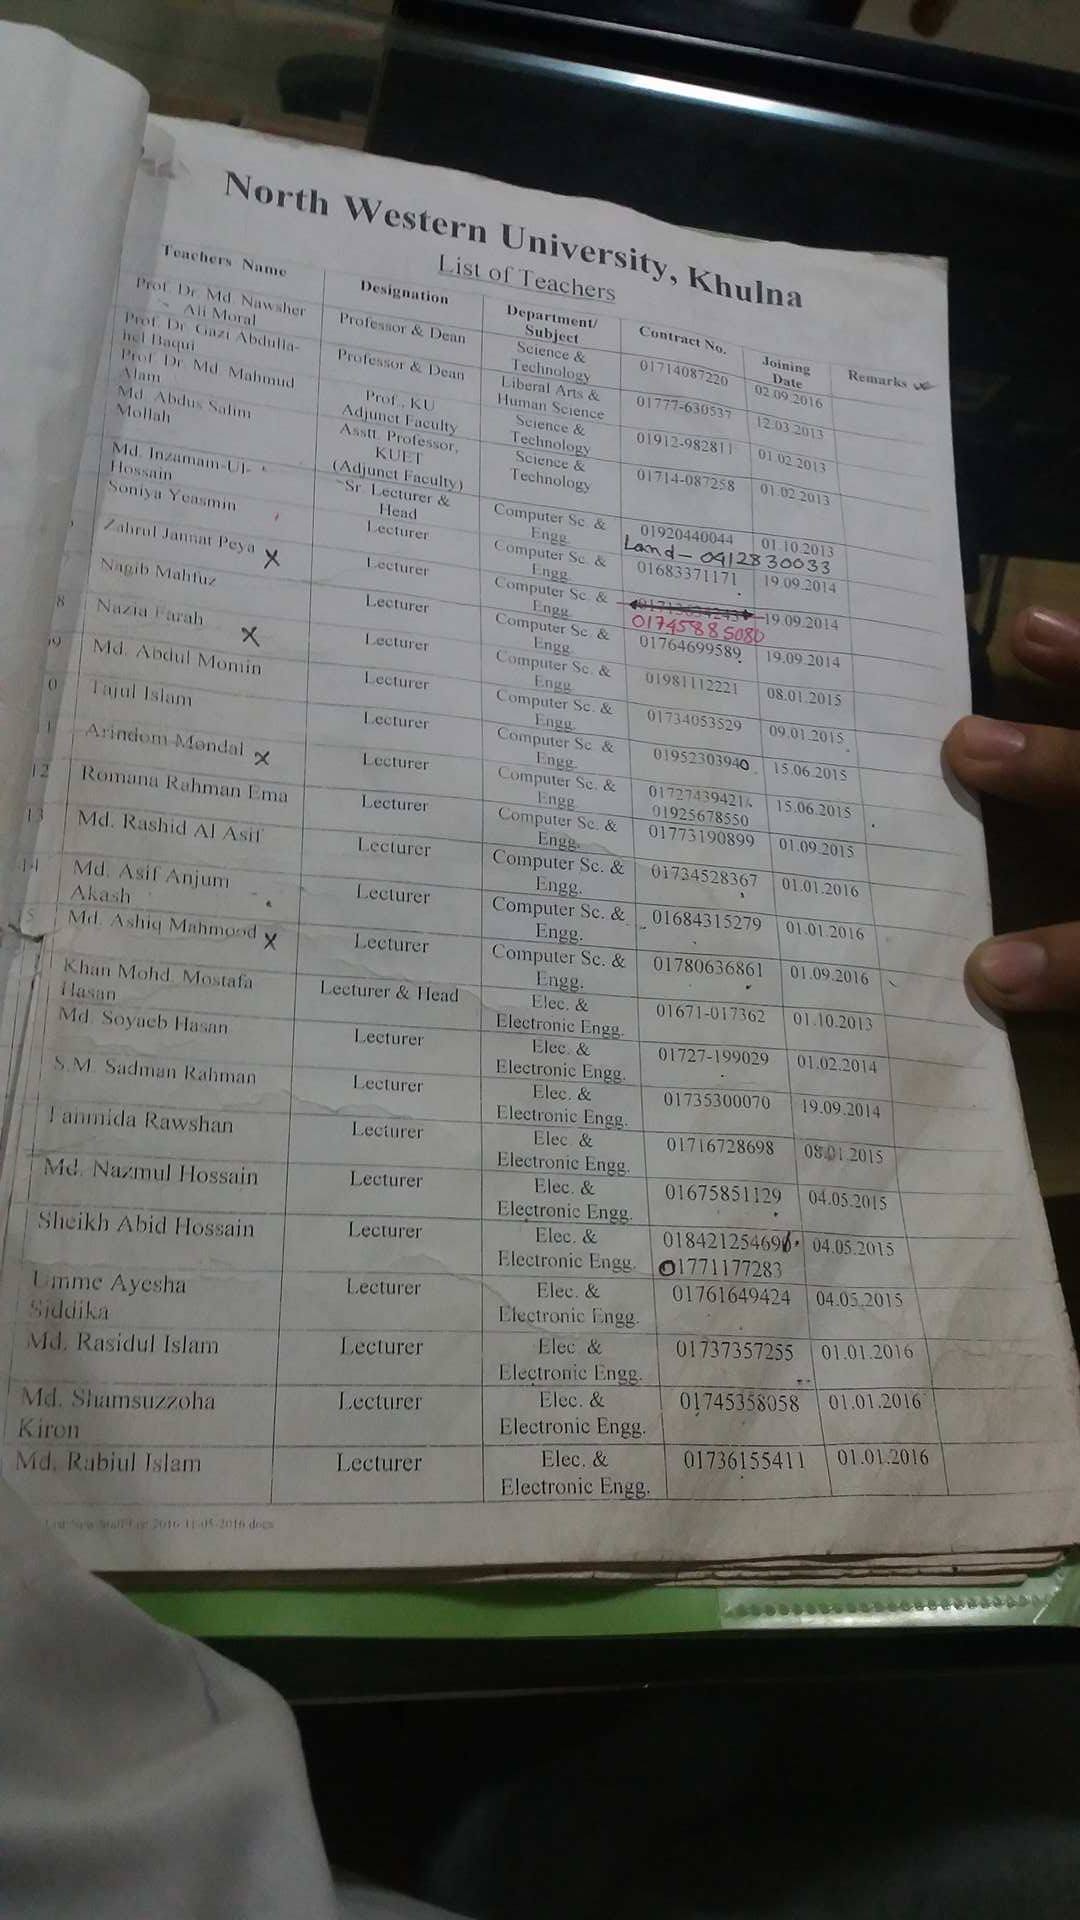 North Western University, Khulna
List of Teachers
Teachers Name Designation Department/ Subject Contract No. Joining Date Remarks
Prof. Dr. Md. Nawsher Ali Moral Professor & Dean Science & Technology 01714087220 02.09.2016
Prof. Dr. Gazi Abdulla-hel Baqui Professor & Dean Liberal Arts & Human Science 01777-630537 12.03.2013
Prof. Dr. Md. Mahmud Alam Prof., KU Adjunct Faculty Science & Technology 01912-982811 01.02.2013
Md. Abdus Salim Mollah Asstt. Professor, KUET (Adjunct Faculty) Science & Technology 01714-087258 01.02.2013
Md. Inzamam-Ul-Hossain Sr. Lecturer & Head Computer Sc. & Engg. 01920440044 01.10.2013
Land - 0412830033
Soniya Yeasmin Lecturer Computer Sc. & Engg. 01683371171 19.09.2014
Zahrul Jannat Peya X Lecturer Computer Sc. & Engg. 19.09.2014
01745885080
Nagib Mahfuz Lecturer Computer Sc. & Engg. 01764699589 19.09.2014
8 Nazia Farah X Lecturer Computer Sc. & Engg. 01981112221 08.01.2015
09 Md. Abdul Momin Lecturer Computer Sc. & Engg. 01734053529 09.01.2015
0 Tajul Islam Lecturer Computer Sc. & Engg. 01952303940 15.06.2015
1 Arindom Mondal X Lecturer Computer Sc. & Engg. 01727439421 01925678550 15.06.2015
12 Romana Rahman Ema Lecturer Computer Sc. & Engg. 01773190899 01.09.2015
13 Md. Rashid Al Asif Lecturer Computer Sc. & Engg. 01734528367 01.01.2016
14 Md. Asif Anjum Akash Lecturer Computer Sc. & Engg. 01684315279 01.01.2016
5 Md. Ashiq Mahmood X Lecturer Computer Sc. & Engg. 01780636861 01.09.2016
Khan Mohd. Mostafa Hasan Lecturer & Head Elec. & Electronic Engg. 01671-017362 01.10.2013
Md. Soyaeb Hasan Lecturer Elec. & Electronic Engg. 01727-199029 01.02.2014
S.M. Sadman Rahman Lecturer Elec. & Electronic Engg. 01735300070 19.09.2014
Tanmida Rawshan Lecturer Elec. & Electronic Engg. 01716728698 08.01.2015
Md. Nazmul Hossain Lecturer Elec. & Electronic Engg. 01675851129 04.05.2015
Sheikh Abid Hossain Lecturer Elec. & Electronic Engg. 01771177283 04.05.2015
Umme Ayesha Siddika Lecturer Elec. & Electronic Engg. 01761649424 04.05.2015
Md. Rasidul Islam Lecturer Elec. & Electronic Engg. 01737357255 01.01.2016
Md. Shamsuzzoha Kiron Lecturer Elec. & Electronic Engg. 01745358058 01.01.2016
Md. Rabiul Islam Lecturer Elec. & Electronic Engg. 01736155411 01.01.2016